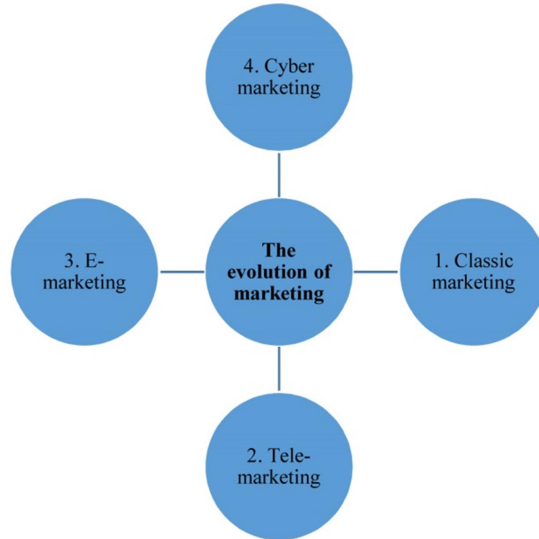 4. Cyber
marketing
The
evolution of
marketing
3. E-
marketing
1. Classic
marketing
2. Tele-
marketing